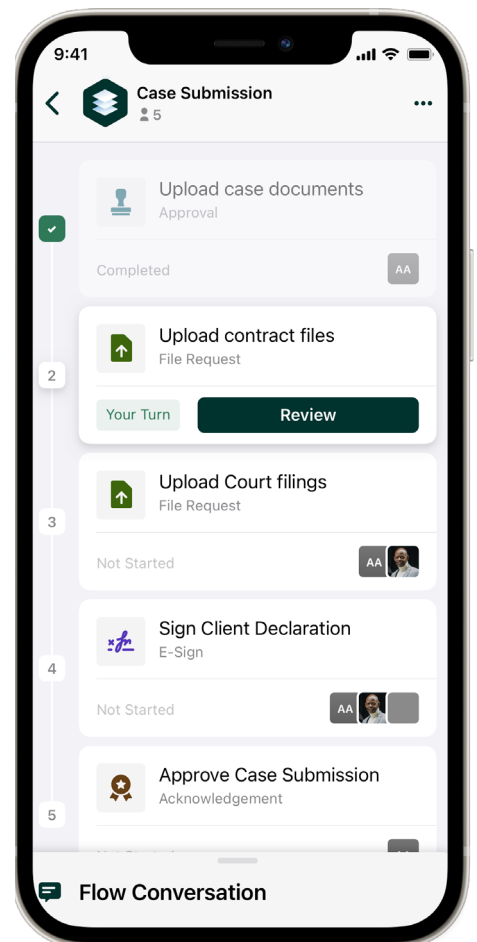 9:41
Case Submission
5
Upload case documents
Approval
Completed
AA
Upload contract files
File Request
2
Your Turn
Review
Upload Court filings
File Request
3
Not Started
AA
Sign Client Declaration
E-Sign
4
Not Started
AA
Approve Case Submission
Acknowledgement
5
Flow Conversation